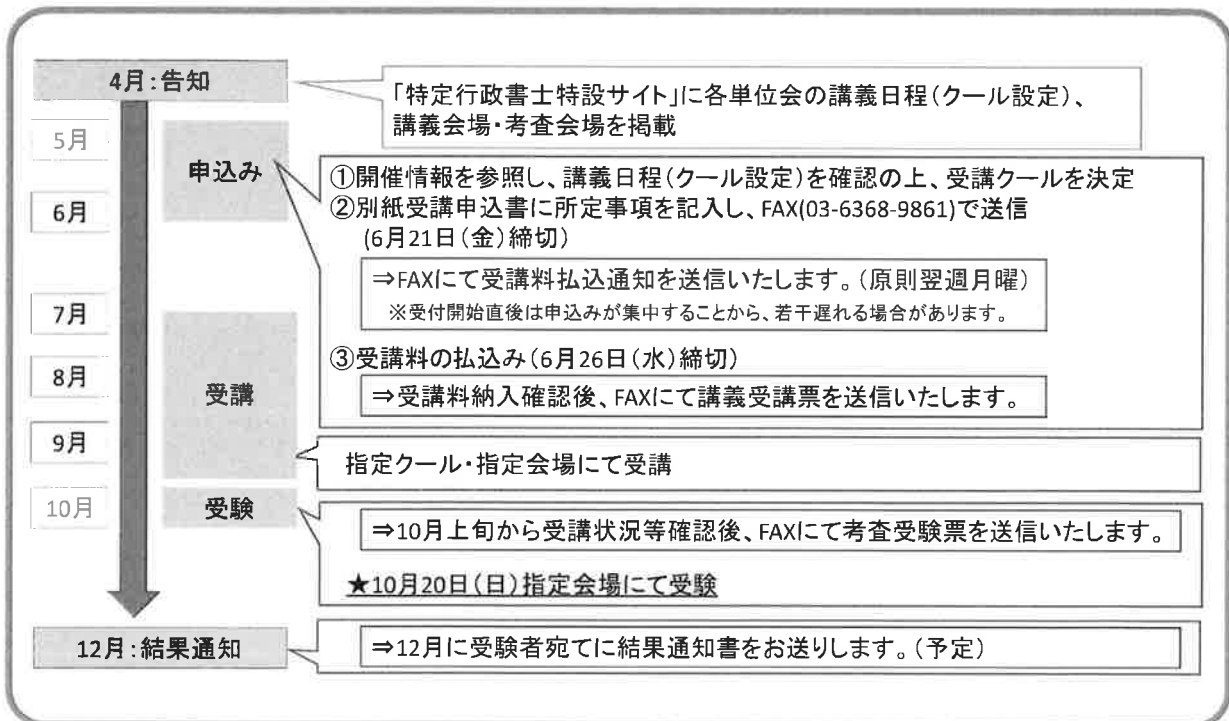 4月:告知
「特定行政書士特設サイト」に各単位会の講義日程(クール設定)、
講義会場・考査会場を掲載
5月
申込み
6月
①開催情報を参照し、講義日程(クール設定)を確認の上、受講クールを決定
②別紙受講申込書に所定事項を記入し、FAX(03-6368-9861)で送信
(6月21日(金)締切)
⇒FAXにて受講料払込通知を送信いたします。(原則翌週月曜)
※受付開始直後は申込みが集中することから、若干遅れる場合があります。
③受講料の払込み(6月26日(水)締切)
⇒受講料納入確認後、FAXにて講義受講票を送信いたします。
7月
8月
受講
9月
指定クール・指定会場にて受講
10月
受験
⇒10月上旬から受講状況等確認後、FAXにて考査受験票を送信いたします。
★10月20日(日)指定会場にて受験
12月:結果通知
⇒12月に受験者宛てに結果通知書をお送りします。(予定)